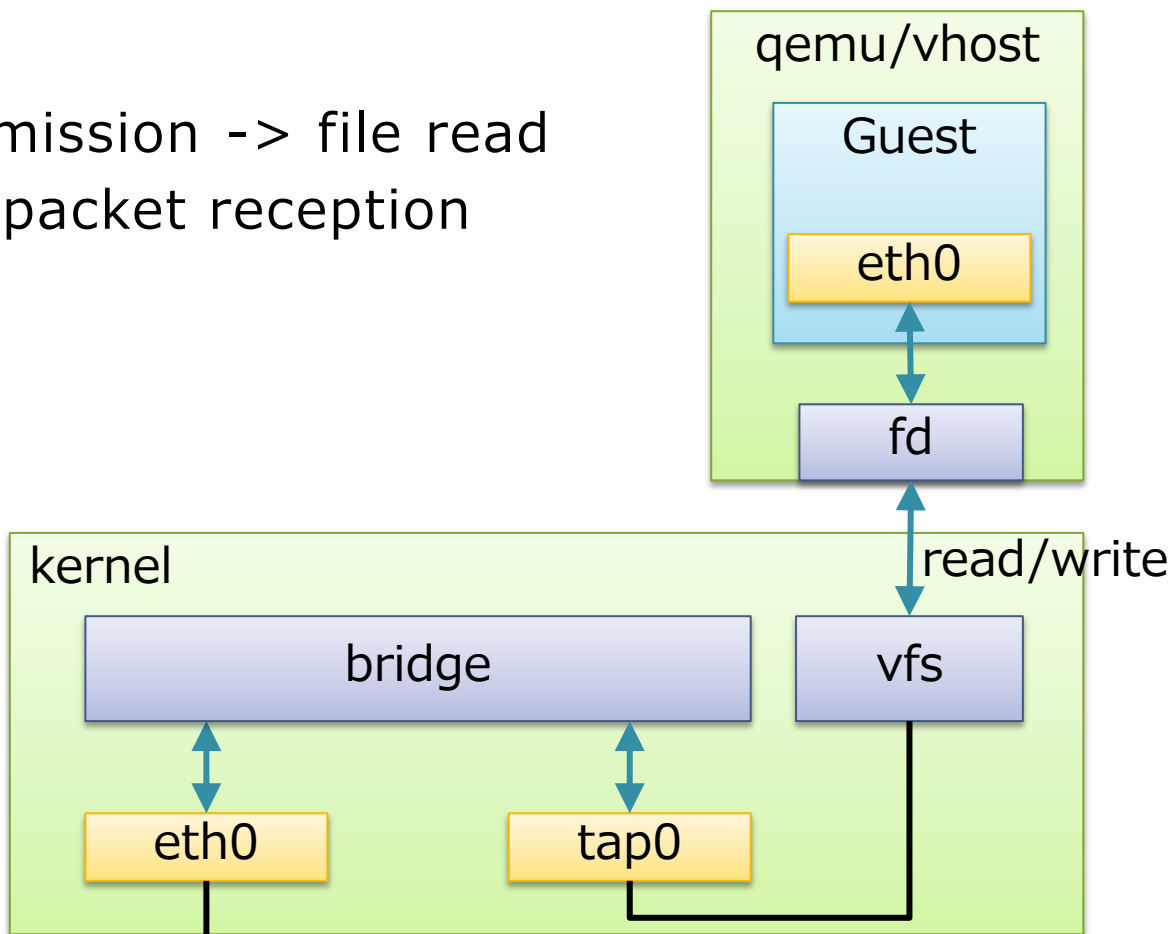 qemu/vhost
mission -> file read
Guest
packet reception
eth0
fd
kernel
read/write
bridge
vfs
eth0
tap0